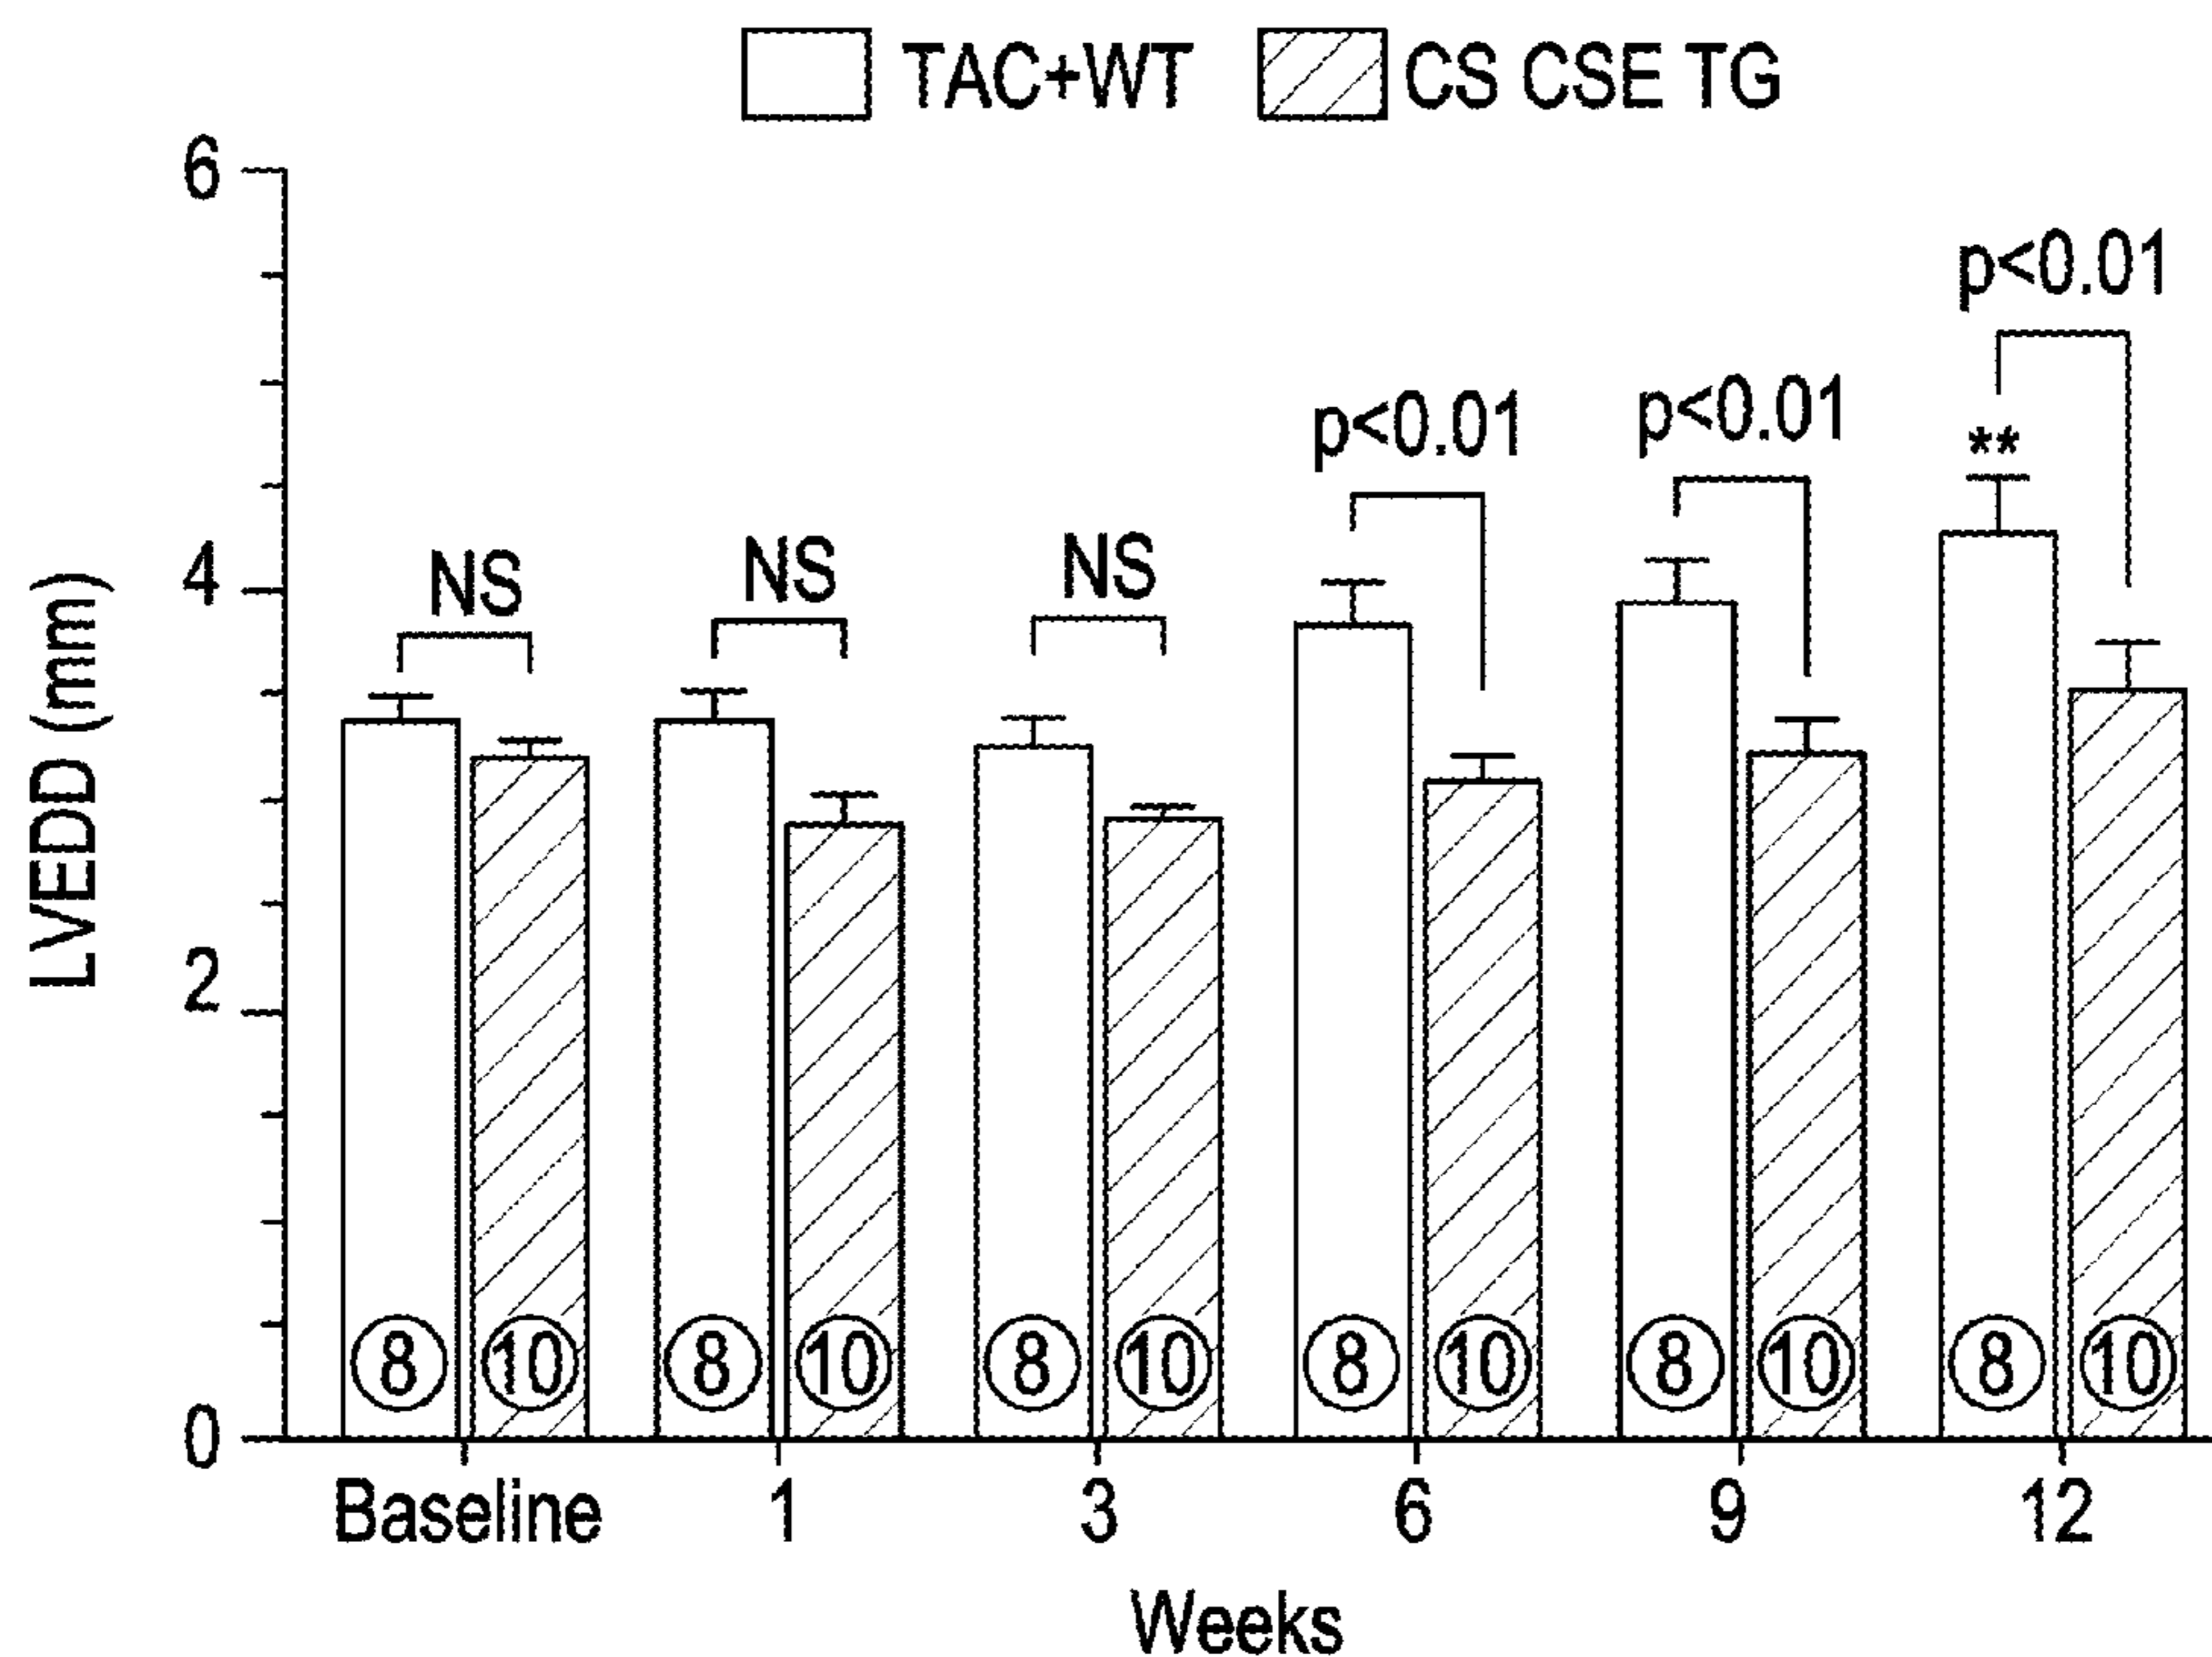 TAC+WT CS CSE TG
6
4
2
0
LVEDD (mm)
NS
NS
NS
p<0.01
p<0.01
p<0.01
**
8 10 8 10 8 10 8 10 8 10 8 10
Baseline 1 3 6 9 12
Weeks